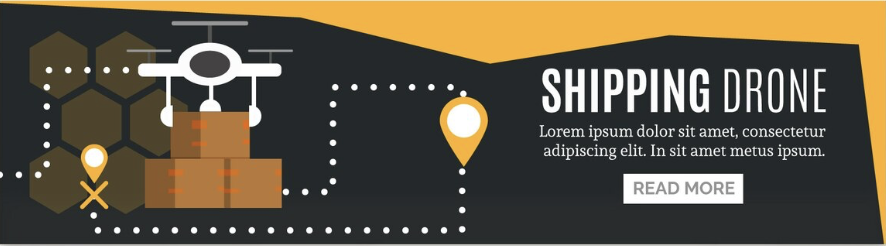 SHIPPING DRONE
Lorem ipsum dolor sit amet, consectetur
adipiscing elit. In sit amet metus ipsum.
READ MORE